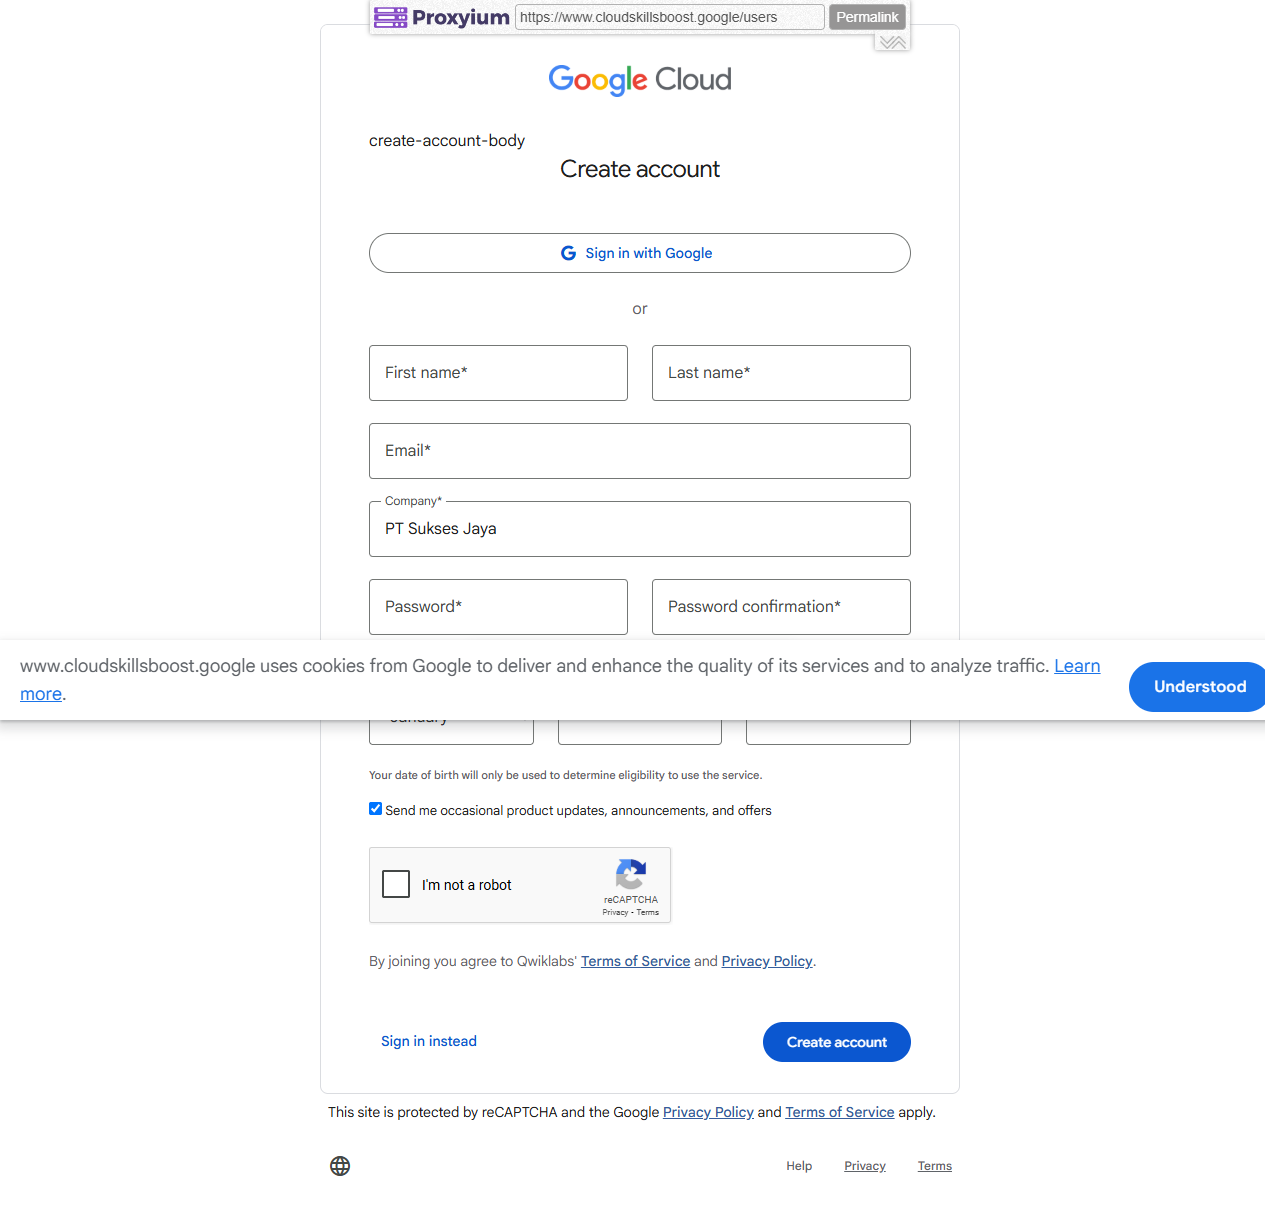 Proxyium https://www.cloudskillsboost.google/users Permalink
Google Cloud
create-account-body
Create account
Sign in with Google
or
First name* Last name*
Email*
Company*
PT Sukses Jaya
Password* Password confirmation*
www.cloudskillsboost.google uses cookies from Google to deliver and enhance the quality of its services and to analyze traffic. Learn
more.
Understood
January
Your date of birth will only be used to determine eligibility to use the service.
Send me occasional product updates, announcements, and offers
I'm not a robot
reCAPTCHA
Privacy - Terms
By joining you agree to Qwiklabs' Terms of Service and Privacy Policy.
Sign in instead Create account
This site is protected by reCAPTCHA and the Google Privacy Policy and Terms of Service apply.
Help Privacy Terms